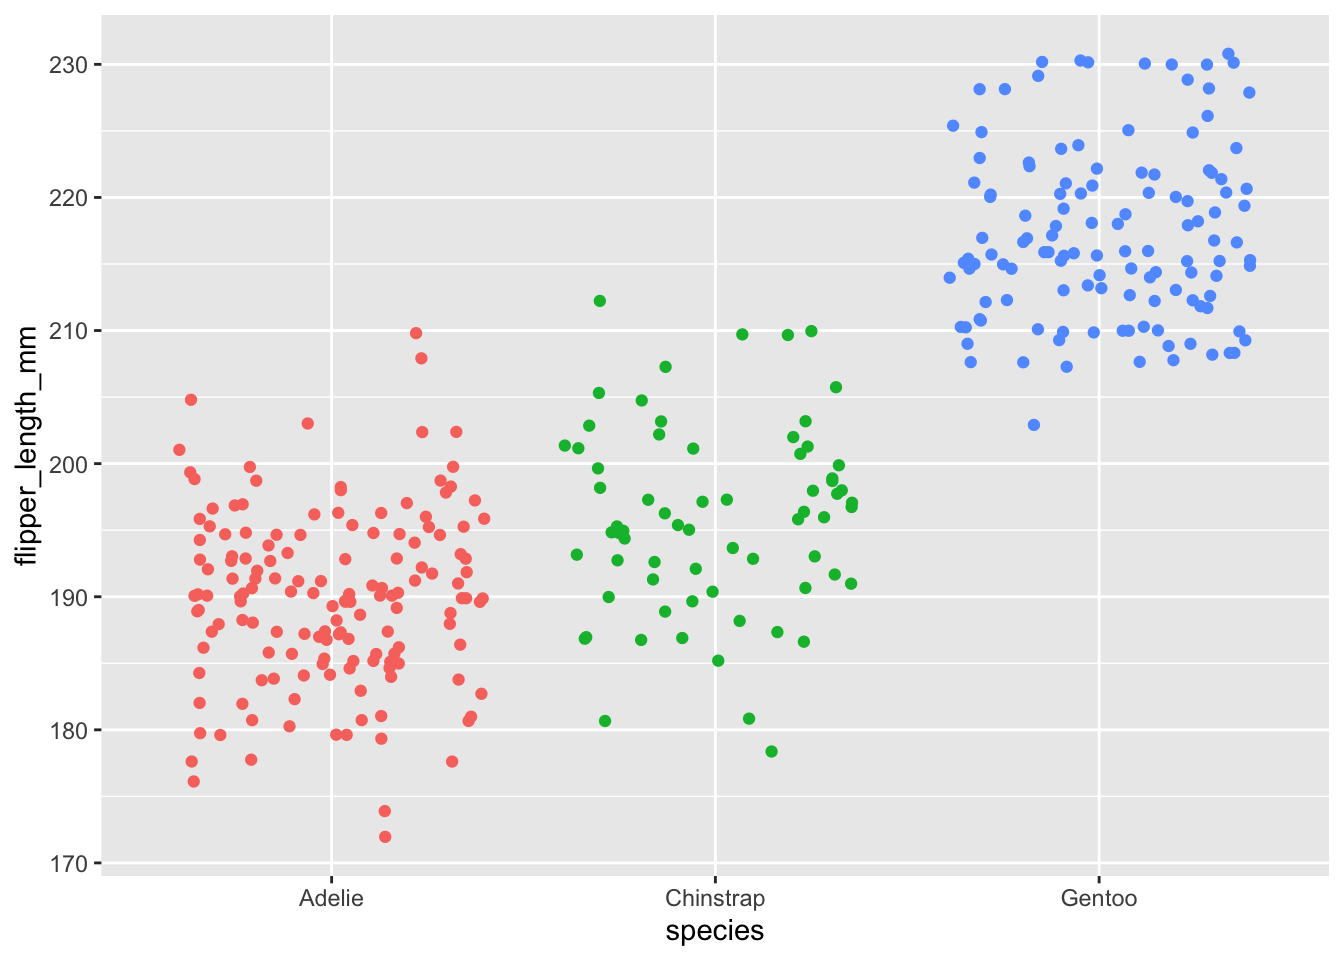 flipper_length_mm
230
220
210
200
190
180
170
Adelie
Chinstrap
Gentoo
species